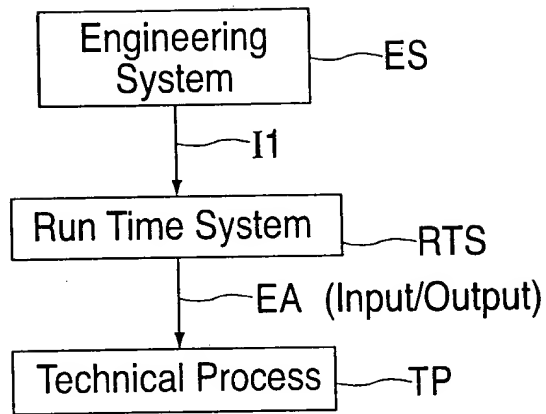 Engineering
System
ES
I1
Run Time System
RTS
EA (Input/Output)
Technical Process
TP